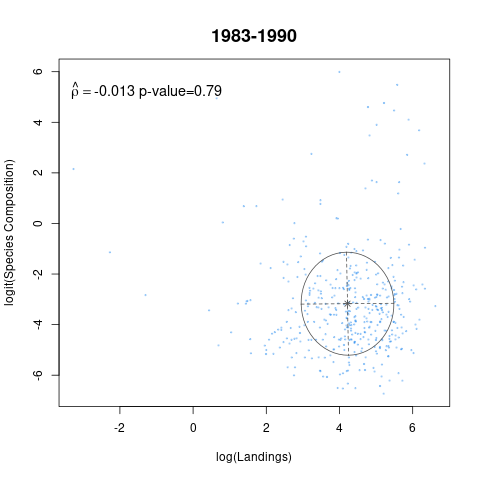 1983-1990
ρ̂ = -0.013 p-value=0.79
logit(Species Composition)
6
4
2
0
-2
-4
-6
-2 0 2 4 6
log(Landings)